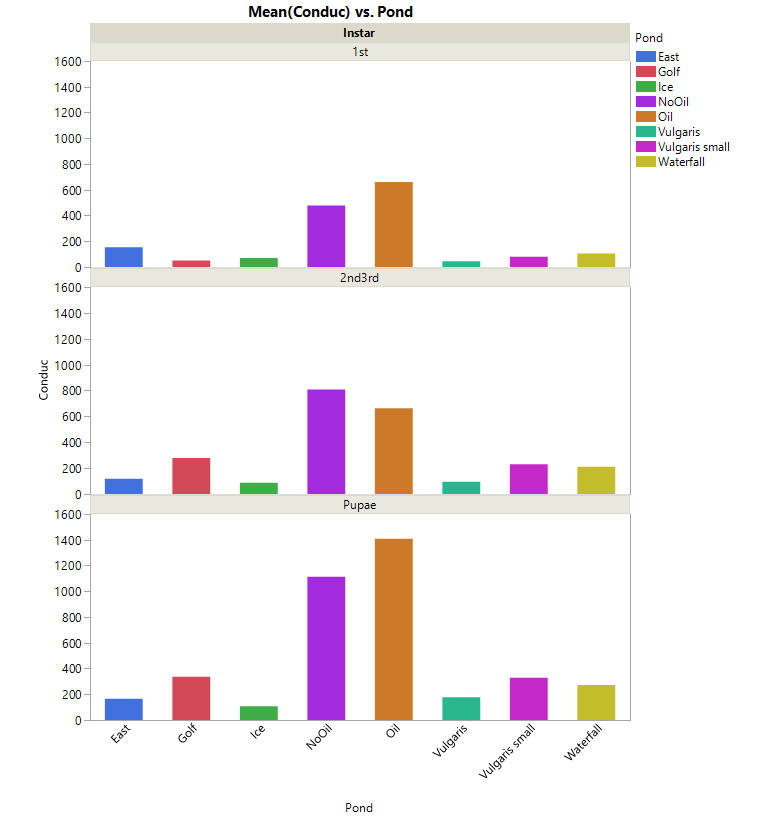 Mean(Conduc) vs. Pond
Instar
1st
1600
1400
1200
1000
800
600
400
200
0
2nd3rd
1600
1400
1200
1000
800
600
400
200
0
Pupae
1600
1400
1200
1000
800
600
400
200
0
Conduc
East
Golf
Ice
NoOil
Oil
Vulgaris
Vulgaris small
Waterfall
Pond
Pond
East
Golf
Ice
NoOil
Oil
Vulgaris
Vulgaris small
Waterfall